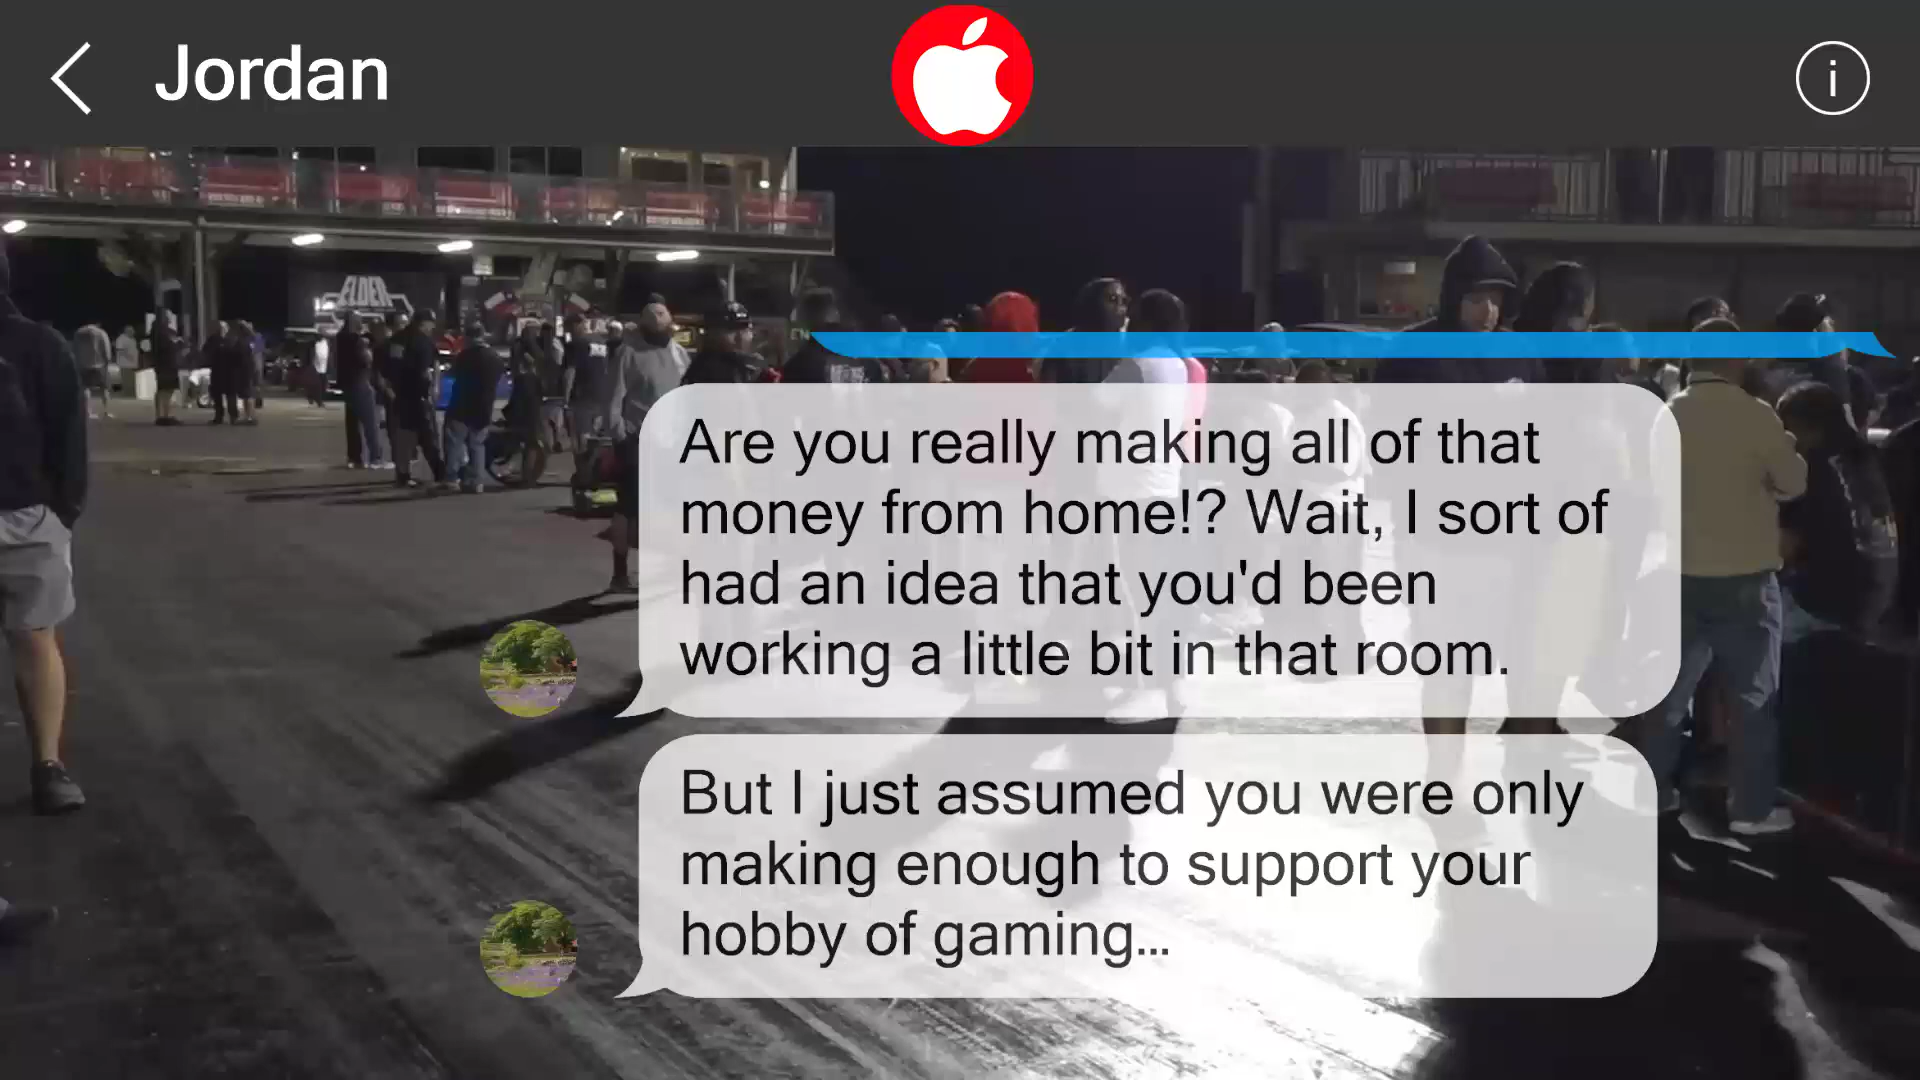 Jordan
i
ELDER
Are you really making all of that
money from home!? Wait, I sort of
had an idea that you'd been
working a little bit in that room.
But I just assumed you were only
making enough to support your
hobby of gaming...